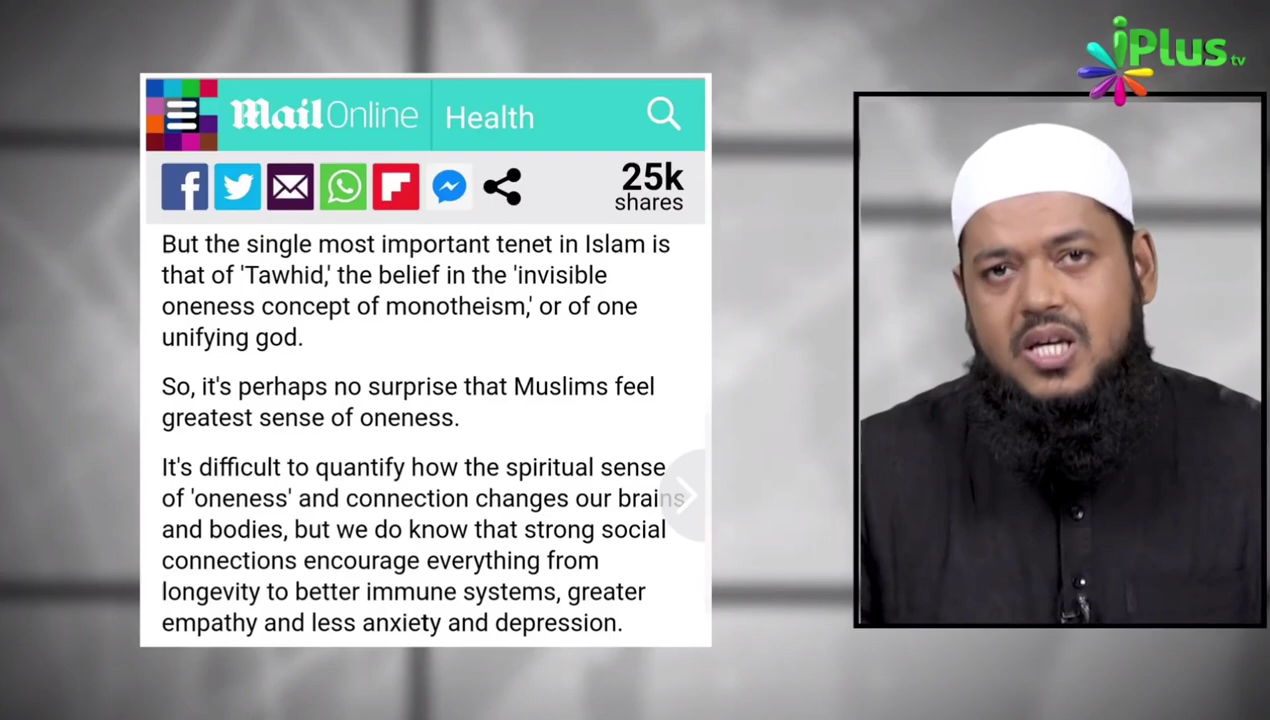 iPlus tv
Mail Online Health
25k
shares
But the single most important tenet in Islam is
that of 'Tawhid,' the belief in the 'invisible
oneness concept of monotheism,' or of one
unifying god.
So, it's perhaps no surprise that Muslims feel
greatest sense of oneness.
It's difficult to quantify how the spiritual sense
of 'oneness' and connection changes our brains
and bodies, but we do know that strong social
connections encourage everything from
longevity to better immune systems, greater
empathy and less anxiety and depression.